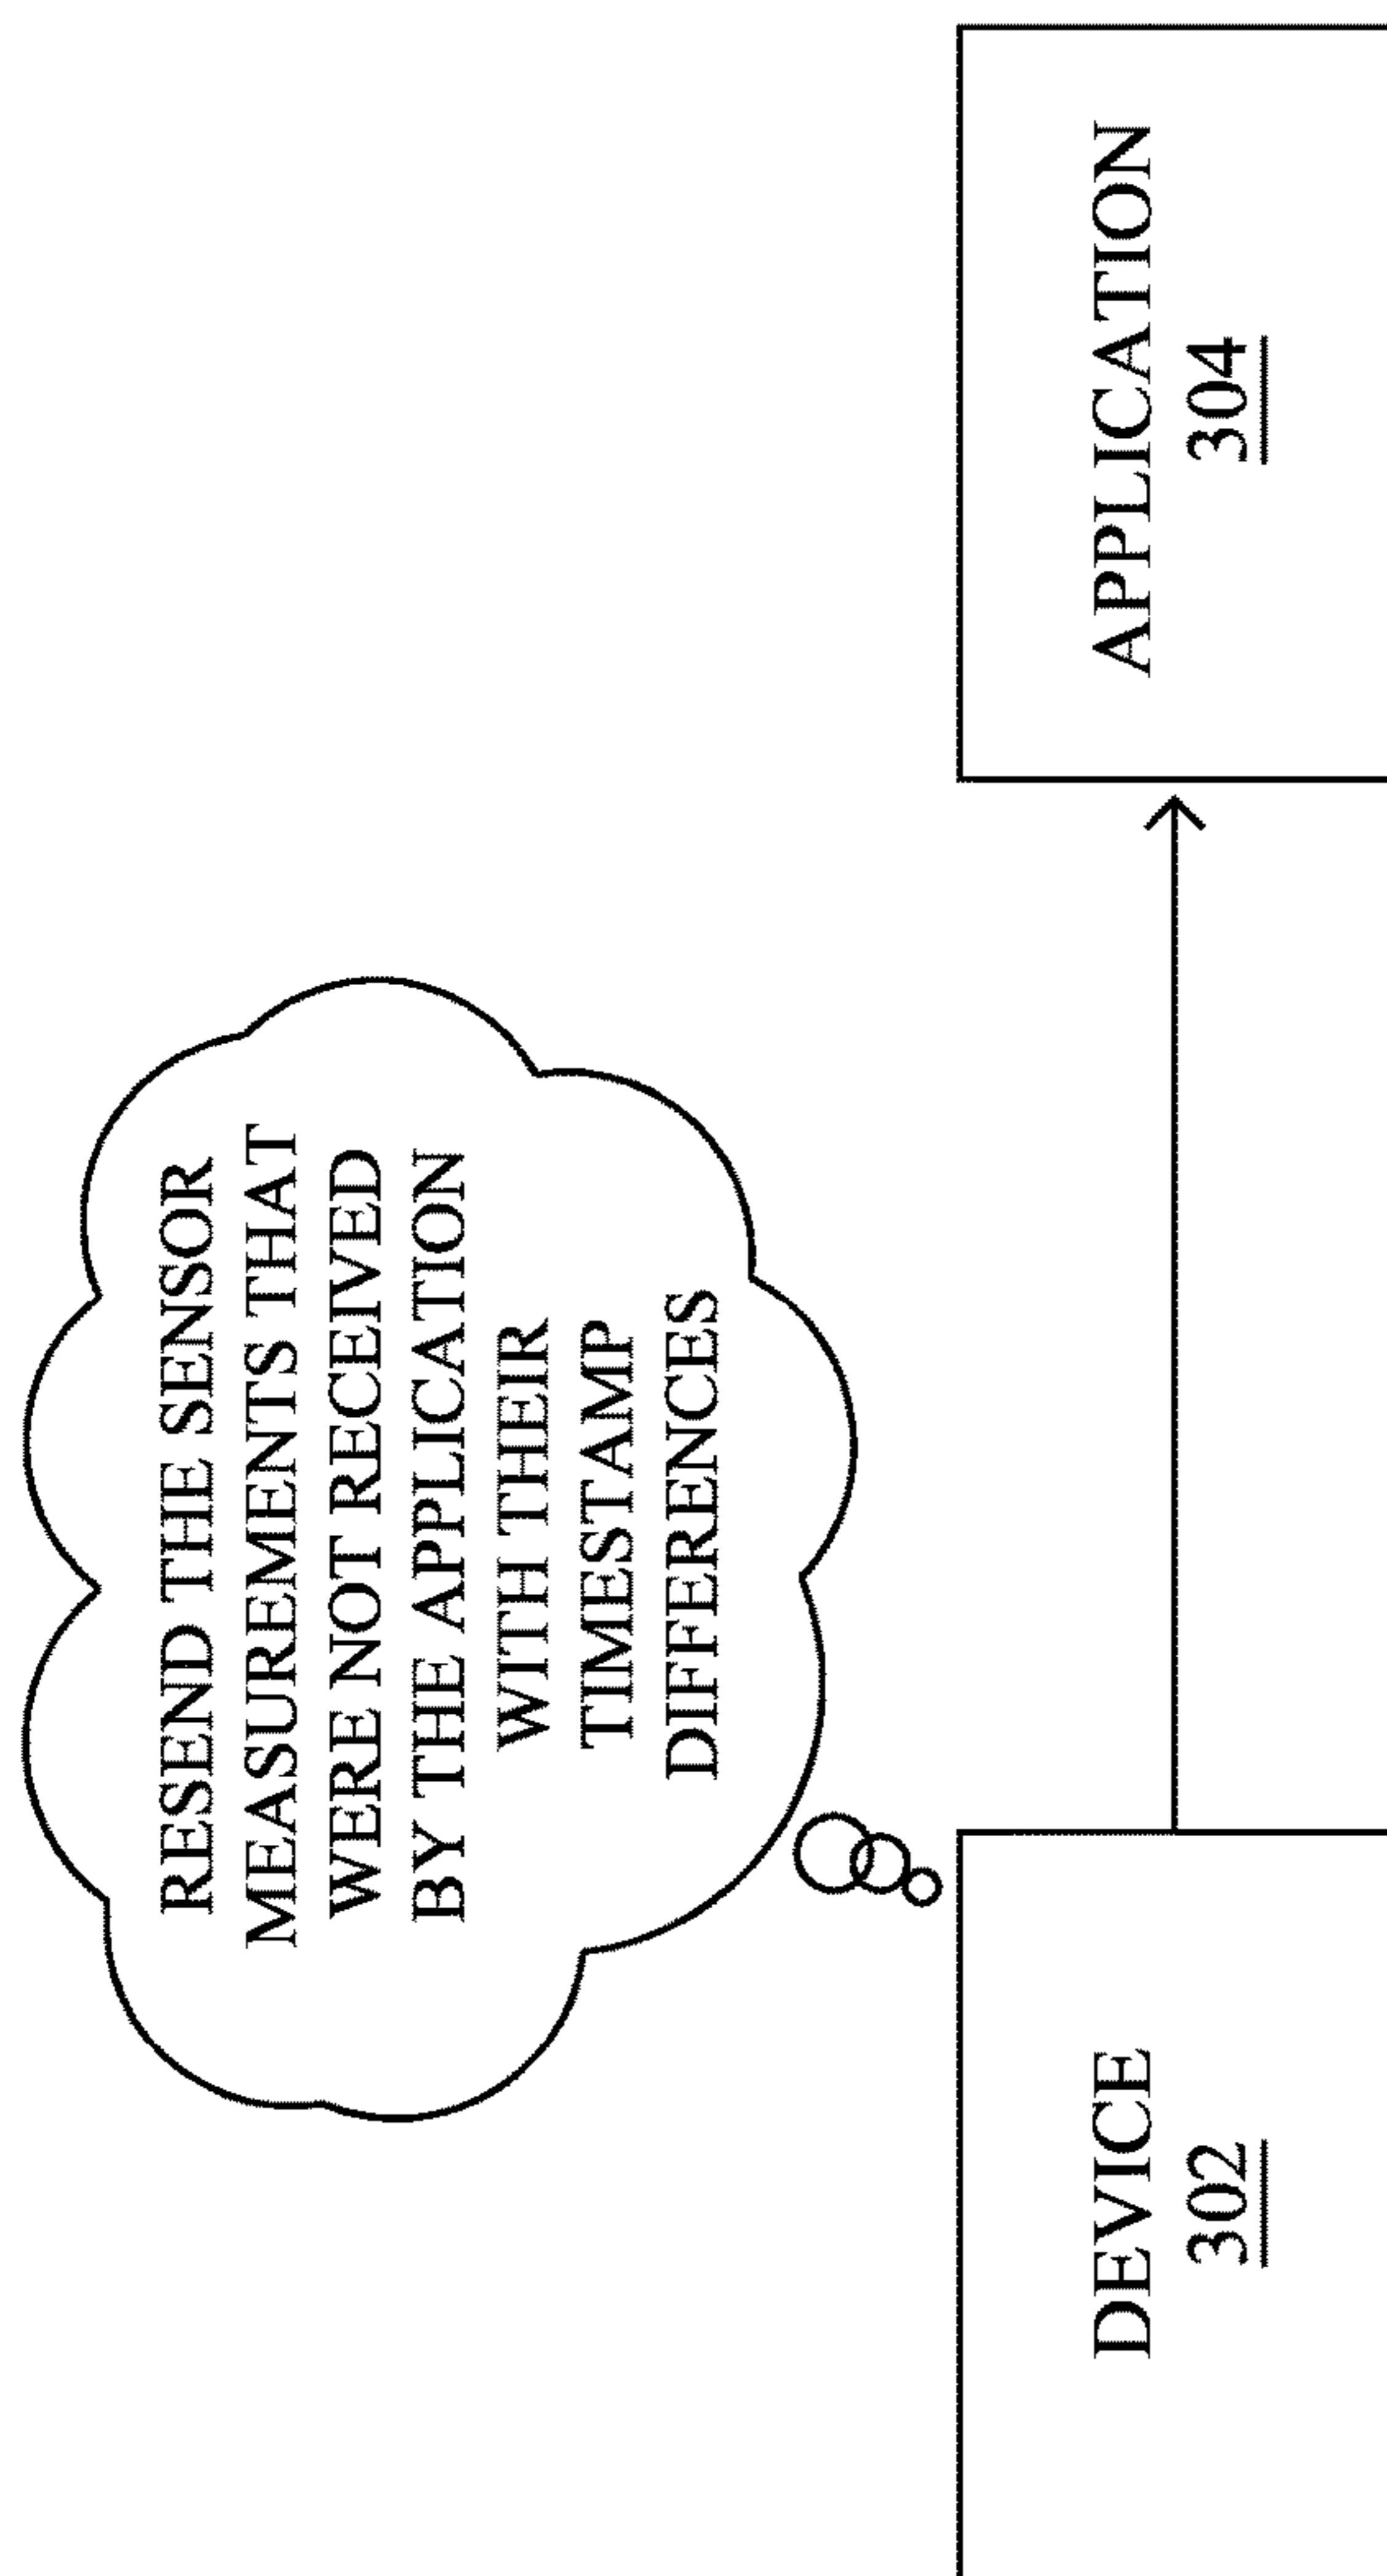 RESEND THE SENSOR
MEASUREMENTS THAT
WERE NOT RECEIVED
BY THE APPLICATION
WITH THEIR
TIMESTAMP
DIFFERENCES
DEVICE
302
APPLICATION
304